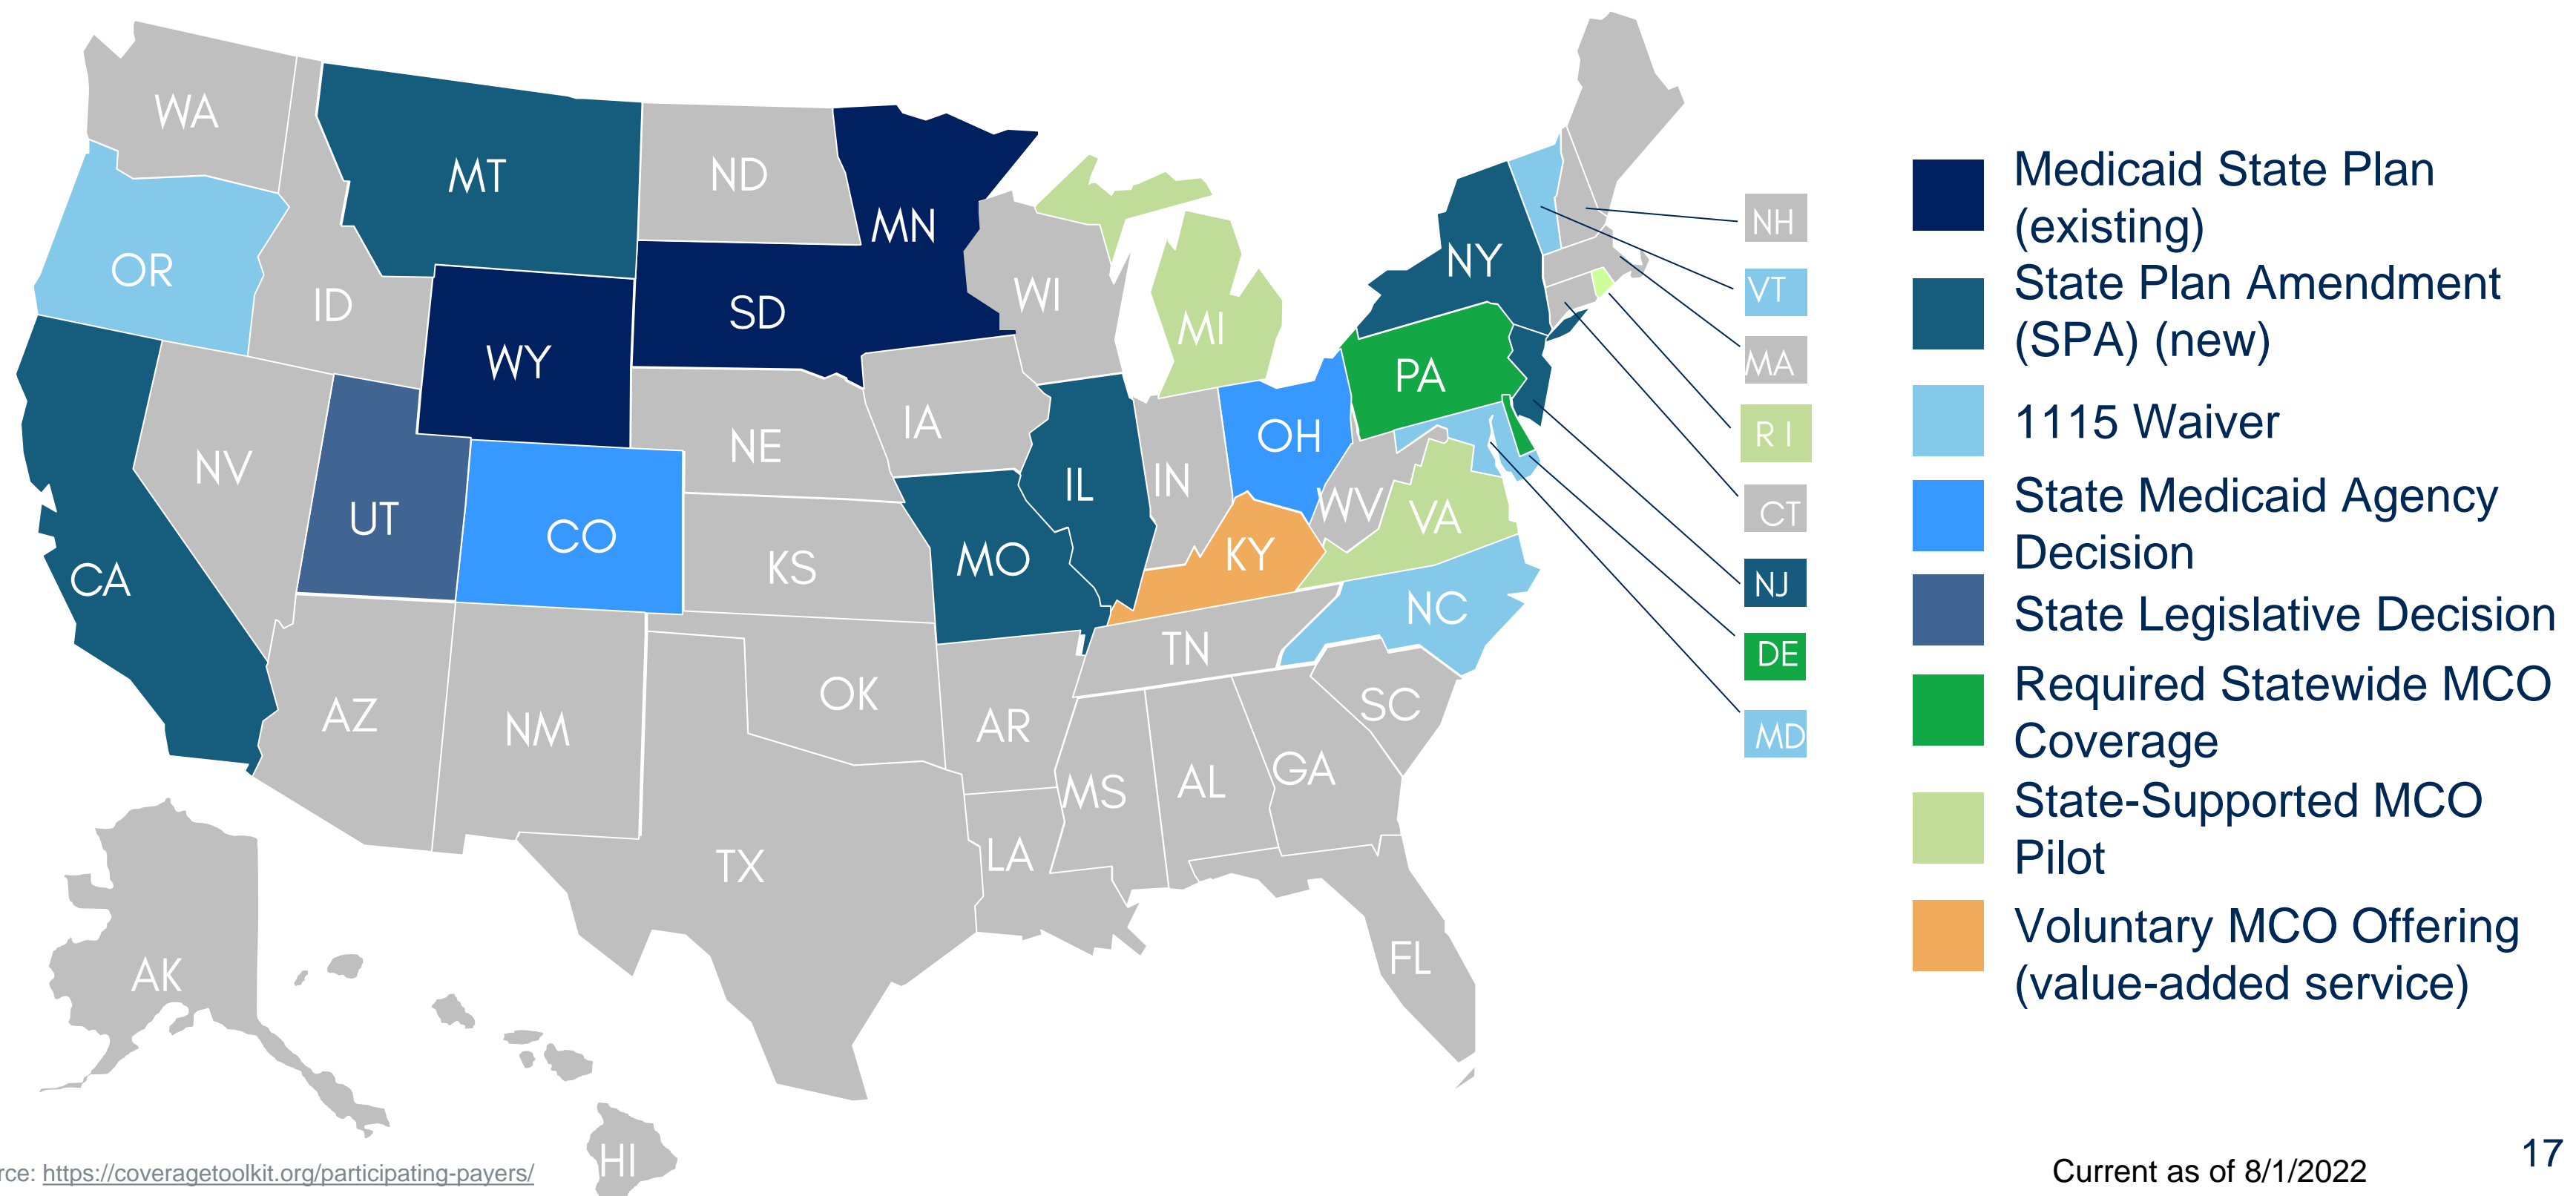 WA
MT
ND
MN
OR
ID
SD
WI
WY
MI
NY
PA
NV
NE
IA
OH
IL
IN
WV
VA
UT
CO
KS
MO
KY
CA
NC
TN
AZ
NM
OK
AR
SC
MS
AL
GA
TX
LA
FL
AK
HI
NH
VT
MA
R I
CT
NJ
DE
MD
Medicaid State Plan
(existing)
State Plan Amendment
(SPA) (new)
1115 Waiver
State Medicaid Agency
Decision
State Legislative Decision
Required Statewide MCO
Coverage
State-Supported MCO
Pilot
Voluntary MCO Offering
(value-added service)
rce: https://coveragetoolkit.org/participating-payers/
Current as of 8/1/2022
17